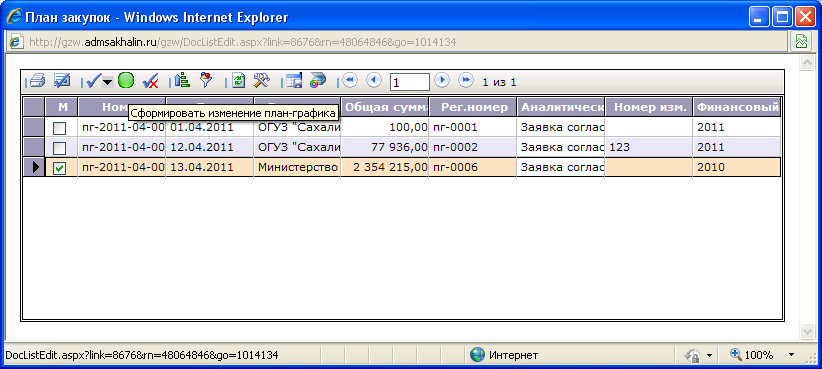 План закупок - Windows Internet Explorer
http://gzw.admsakhalin.ru/gzw/DocListEdit.aspx?link=8676&rn=48064846&go=1014134
1 1 из 1
М Ном Общая сумм Рег.номер Аналитическ Номер изм. Финансовый
Сформировать изменение план-графика
пг-2011-04-00 01.04.2011 ОГУЗ "Сахали 100,00 пг-0001 Заявка соглас 2011
пг-2011-04-00 12.04.2011 ОГУЗ "Сахали 77 936,00 пг-0002 Заявка соглас 123 2011
пг-2011-04-00 13.04.2011 Министерство 2 354 215,00 пг-0006 Заявка соглас 2010
DocListEdit.aspx?link=8676&rn=48064846&go=1014134 Интернет 100%